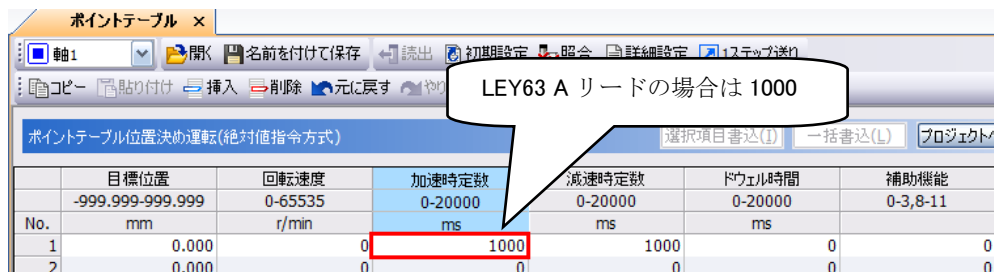 ポイントテーブル ×
軸1 開く 名前を付けて保存 読出 初期設定 照合 詳細設定 1ステップ送り
コピー 貼り付け 挿入 削除 元に戻す
LEY63 A リードの場合は 1000
ポイントテーブル位置決め運転(絶対値指令方式) 選択項目書込(I) 一括書込(L)
目標位置 回転速度 加速時定数 減速時定数 ドウェル時間 補助機能
-999.999-999.999 0-65535 0-20000 0-20000 0-20000 0-3,8-11
No. mm r/min ms ms ms
1 0.000 0 1000 1000 0 0
2 0.000 0 0 0 0 0